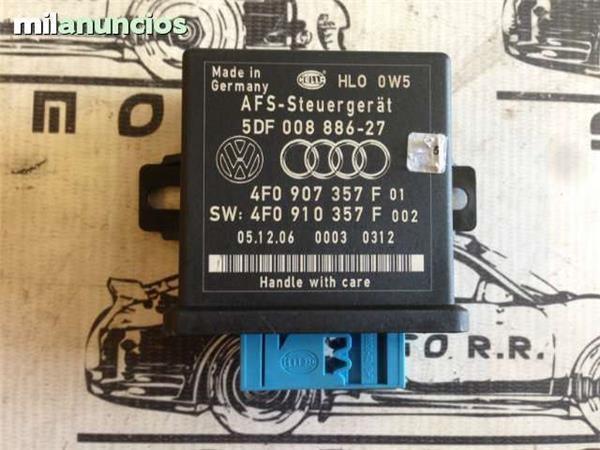 milanuncios
Made in
Germany
HELLA
HLO 0W5
AFS-Steuergerät
5DF 008 886-27
4F0 907 357 F 01
SW: 4F0 910 357 F 002
05.12.06 0003 0312
Handle with care
HELLA
TO R.R.